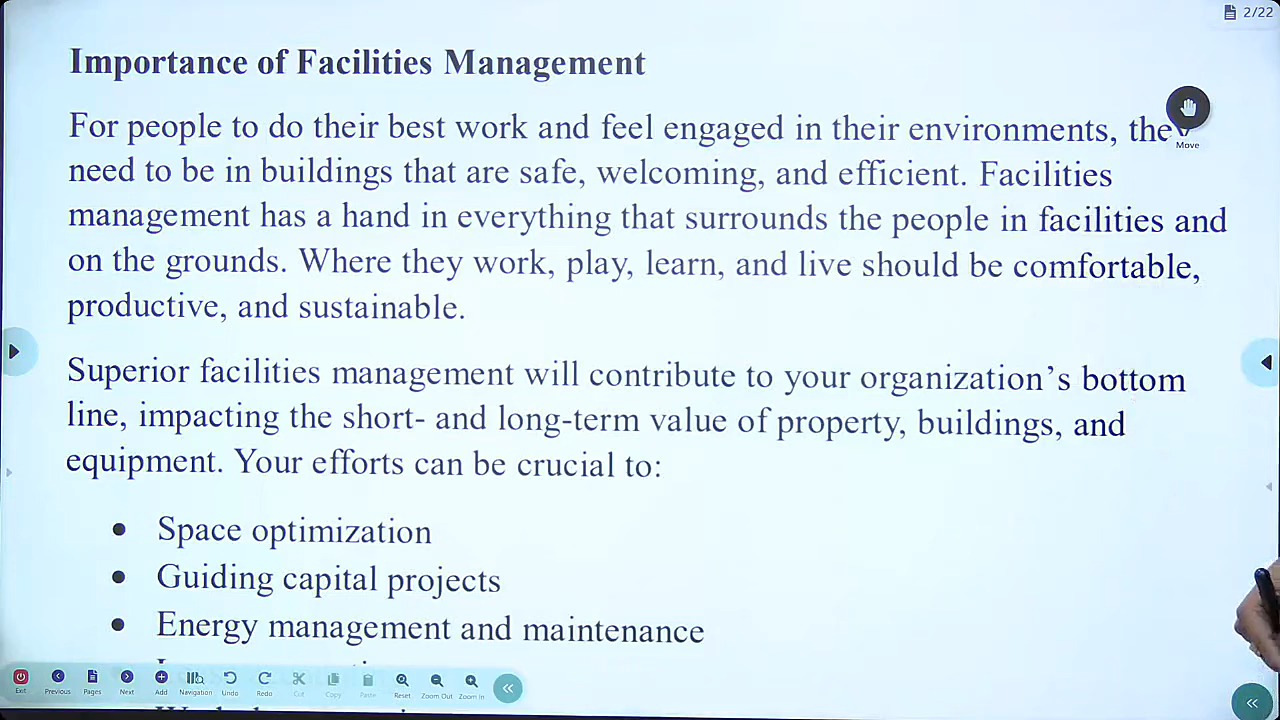 2/22
Importance of Facilities Management
For people to do their best work and feel engaged in their environments, they
Move
need to be in buildings that are safe, welcoming, and efficient. Facilities
management has a hand in everything that surrounds the people in facilities and
on the grounds. Where they work, play, learn, and live should be comfortable,
productive, and sustainable.
Superior facilities management will contribute to your organization’s bottom
line, impacting the short- and long-term value of property, buildings, and
equipment. Your efforts can be crucial to:
• Space optimization
• Guiding capital projects
• Energy management and maintenance
Exit Previous Pages Next Add Navigation Undo Redo Cut Copy Paste Reset Zoom Out Zoom In